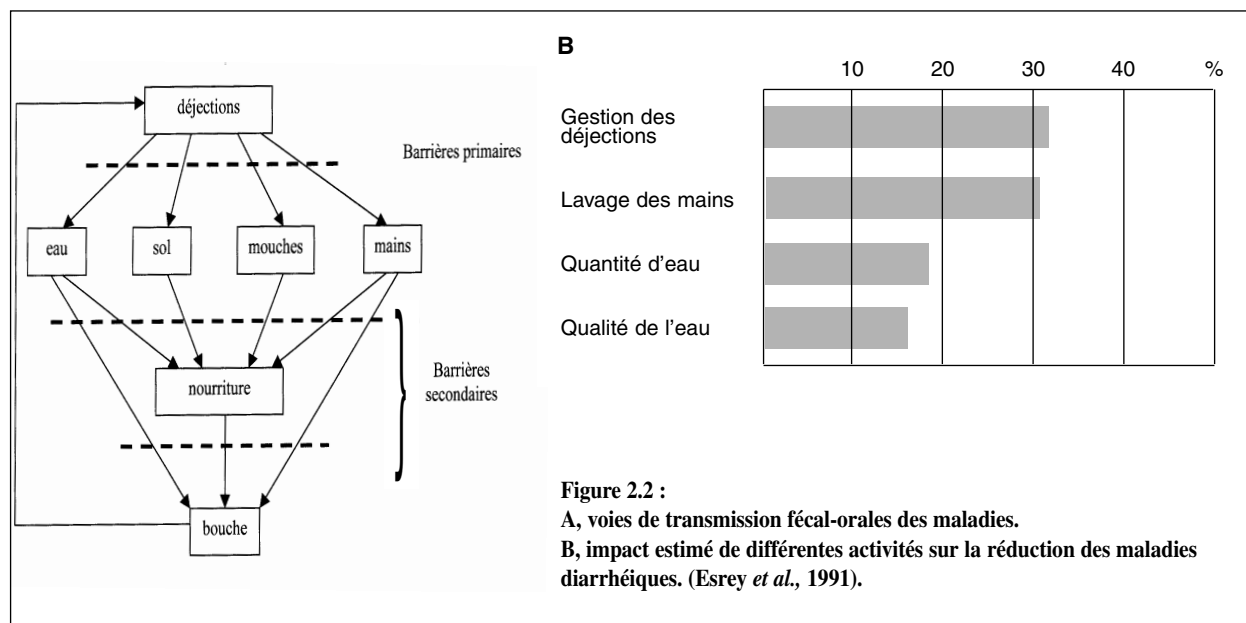 déjections
Barrières primaires
eau
sol
mouches
mains
nourriture
Barrières
secondaires
bouche
B
10 20 30 40 %
Gestion des
déjections
Lavage des mains
Quantité d'eau
Qualité de l'eau
Figure 2.2 :
A, voies de transmission fécal-orales des maladies.
B, impact estimé de différentes activités sur la réduction des maladies
diarrhéiques. (Esrey et al., 1991).